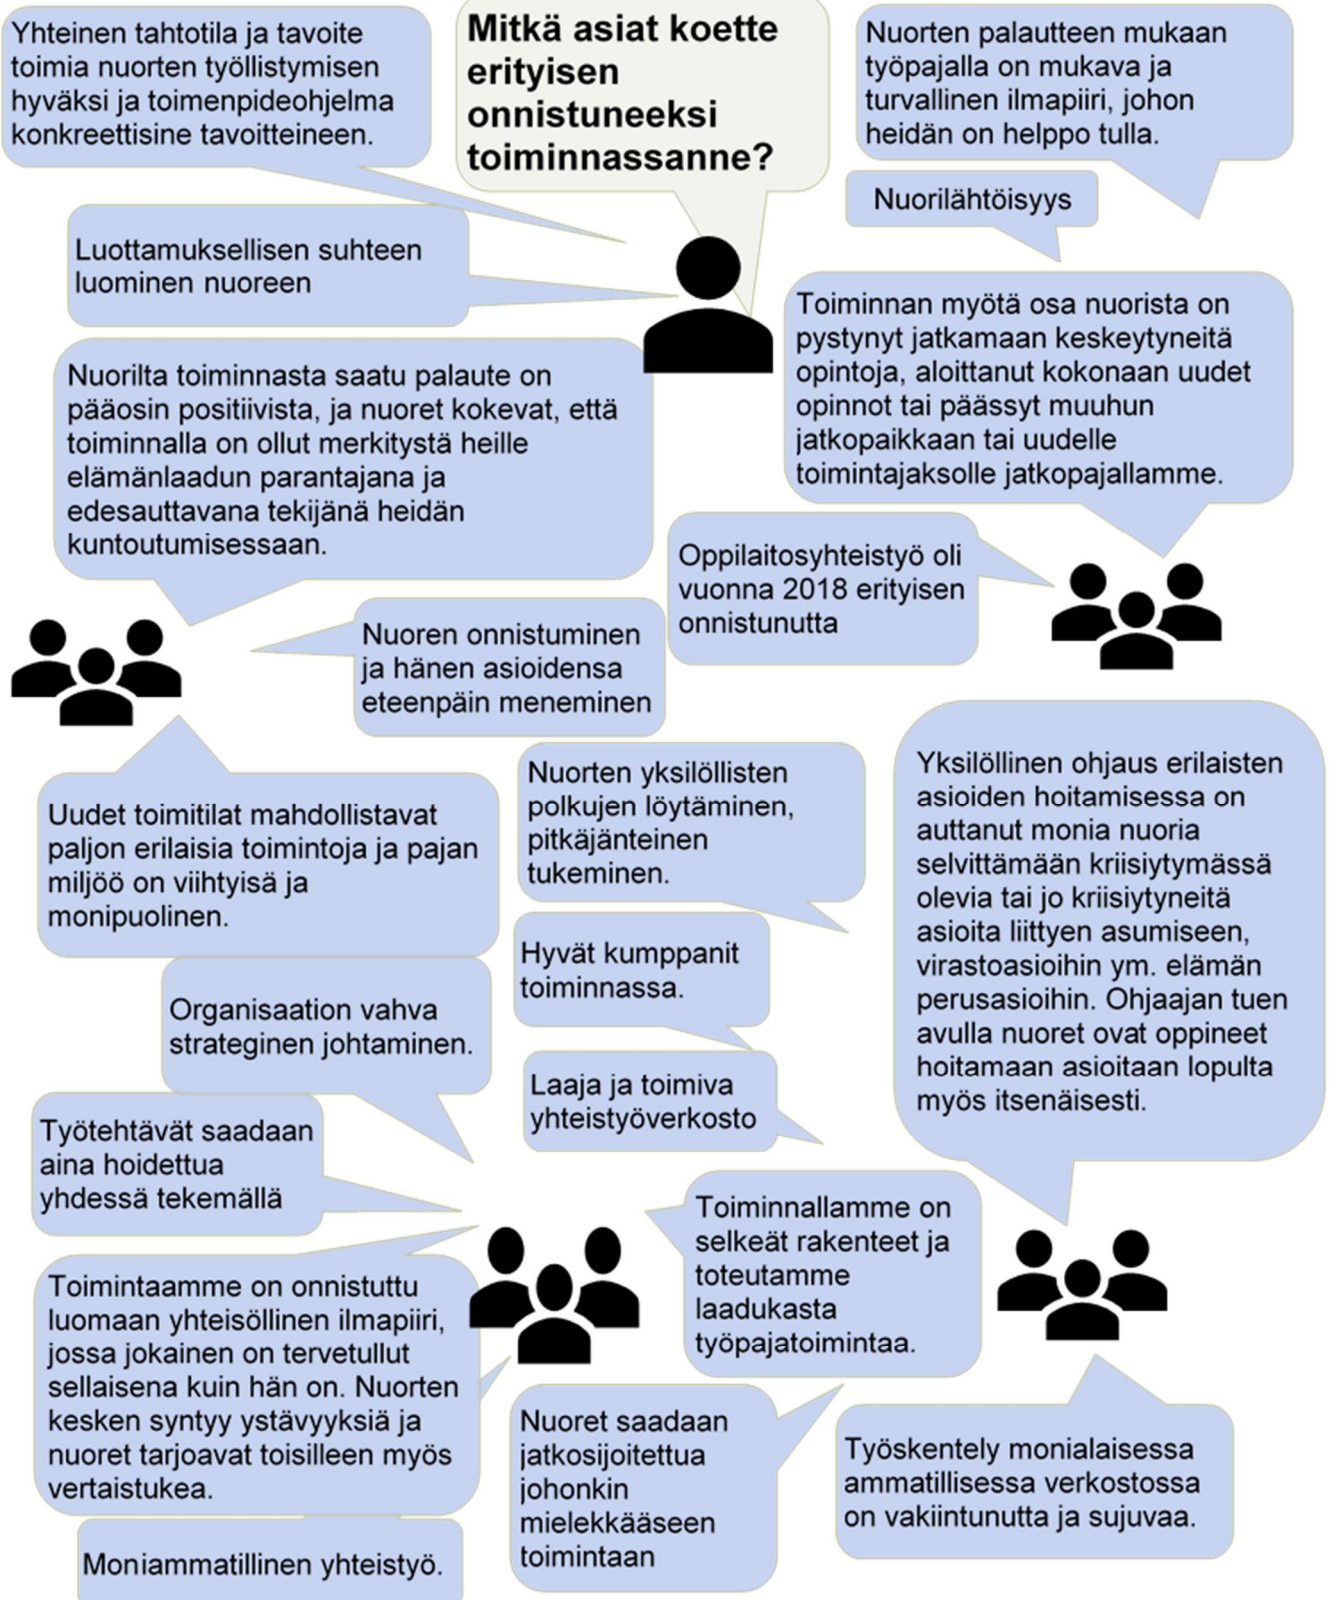 Yhteinen tahtotila ja tavoite
toimia nuorten työllistymisen
hyväksi ja toimenpideohjelma
konkreettisine tavoitteineen.
Mitkä asiat koette
erityisen
onnistuneeksi
toiminnassanne?
Nuorten palautteen mukaan
työpajalla on mukava ja
turvallinen ilmapiiri, johon
heidän on helppo tulla.
Nuorilähtöisyys
Luottamuksellisen suhteen
luominen nuoreen
Toiminnan myötä osa nuorista on
pystynyt jatkamaan keskeytyneitä
opintoja, aloittanut kokonaan uudet
opinnot tai päässyt muuhun
jatkopaikkaan tai uudelle
toimintajaksolle jatkopajallamme.
Nuorilta toiminnasta saatu palaute on
pääosin positiivista, ja nuoret kokevat, että
toiminnalla on ollut merkitystä heille
elämänlaadun parantajana ja
edesauttavana tekijänä heidän
kuntoutumisessaan.
Oppilaitosyhteistyö oli
vuonna 2018 erityisen
onnistunutta
Nuoren onnistuminen
ja hänen asioidensa
eteenpäin meneminen
Uudet toimitilat mahdollistavat
paljon erilaisia toimintoja ja pajan
miljöö on viihtyisä ja
monipuolinen.
Nuorten yksilöllisten
polkujen löytäminen,
pitkäjänteinen
tukeminen.
Yksilöllinen ohjaus erilaisten
asioiden hoitamisessa on
auttanut monia nuoria
selvittämään kriisiytymässä
olevia tai jo kriisiytyneitä
asioita liittyen asumiseen,
virastoasioihin ym. elämän
perusasioihin. Ohjaajan tuen
avulla nuoret ovat oppineet
hoitamaan asioitaan lopulta
myös itsenäisesti.
Hyvät kumppanit
toiminnassa.
Organisaation vahva
strateginen johtaminen.
Laaja ja toimiva
yhteistyöverkosto
Työtehtävät saadaan
aina hoidettua
yhdessä tekemällä
Toiminnallamme on
selkeät rakenteet ja
toteutamme
laadukasta
työpajatoimintaa.
Toimintaamme on onnistuttu
luomaan yhteisöllinen ilmapiiri,
jossa jokainen on tervetullut
sellaisena kuin hän on. Nuorten
kesken syntyy ystävyyksiä ja
nuoret tarjoavat toisilleen myös
vertaistukea.
Nuoret saadaan
jatkosijoitettua
johonkin
mielekkääseen
toimintaan
Työskentely monialaisessa
ammatillisessa verkostossa
on vakiintunutta ja sujuvaa.
Moniammatillinen yhteistyö.